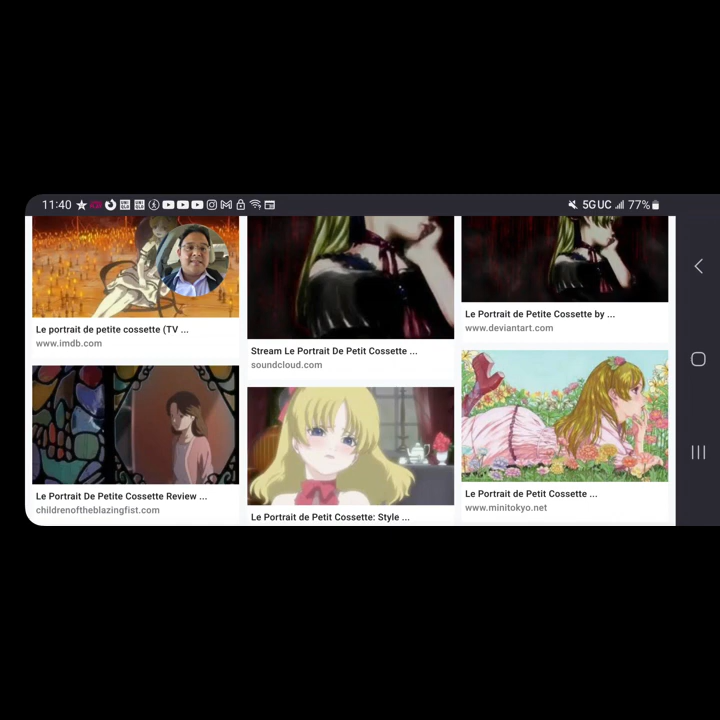 11:40
5G UC 77%
Le portrait de petite cossette (TV ...
www.imdb.com
Stream Le Portrait De Petit Cossette ...
soundcloud.com
Le Portrait de Petite Cossette by ...
www.deviantart.com
Le Portrait De Petite Cossette Review ...
childrenoftheblazingfist.com
Le Portrait de Petit Cossette: Style ...
Le Portrait de Petit Cossette ...
www.minitokyo.net